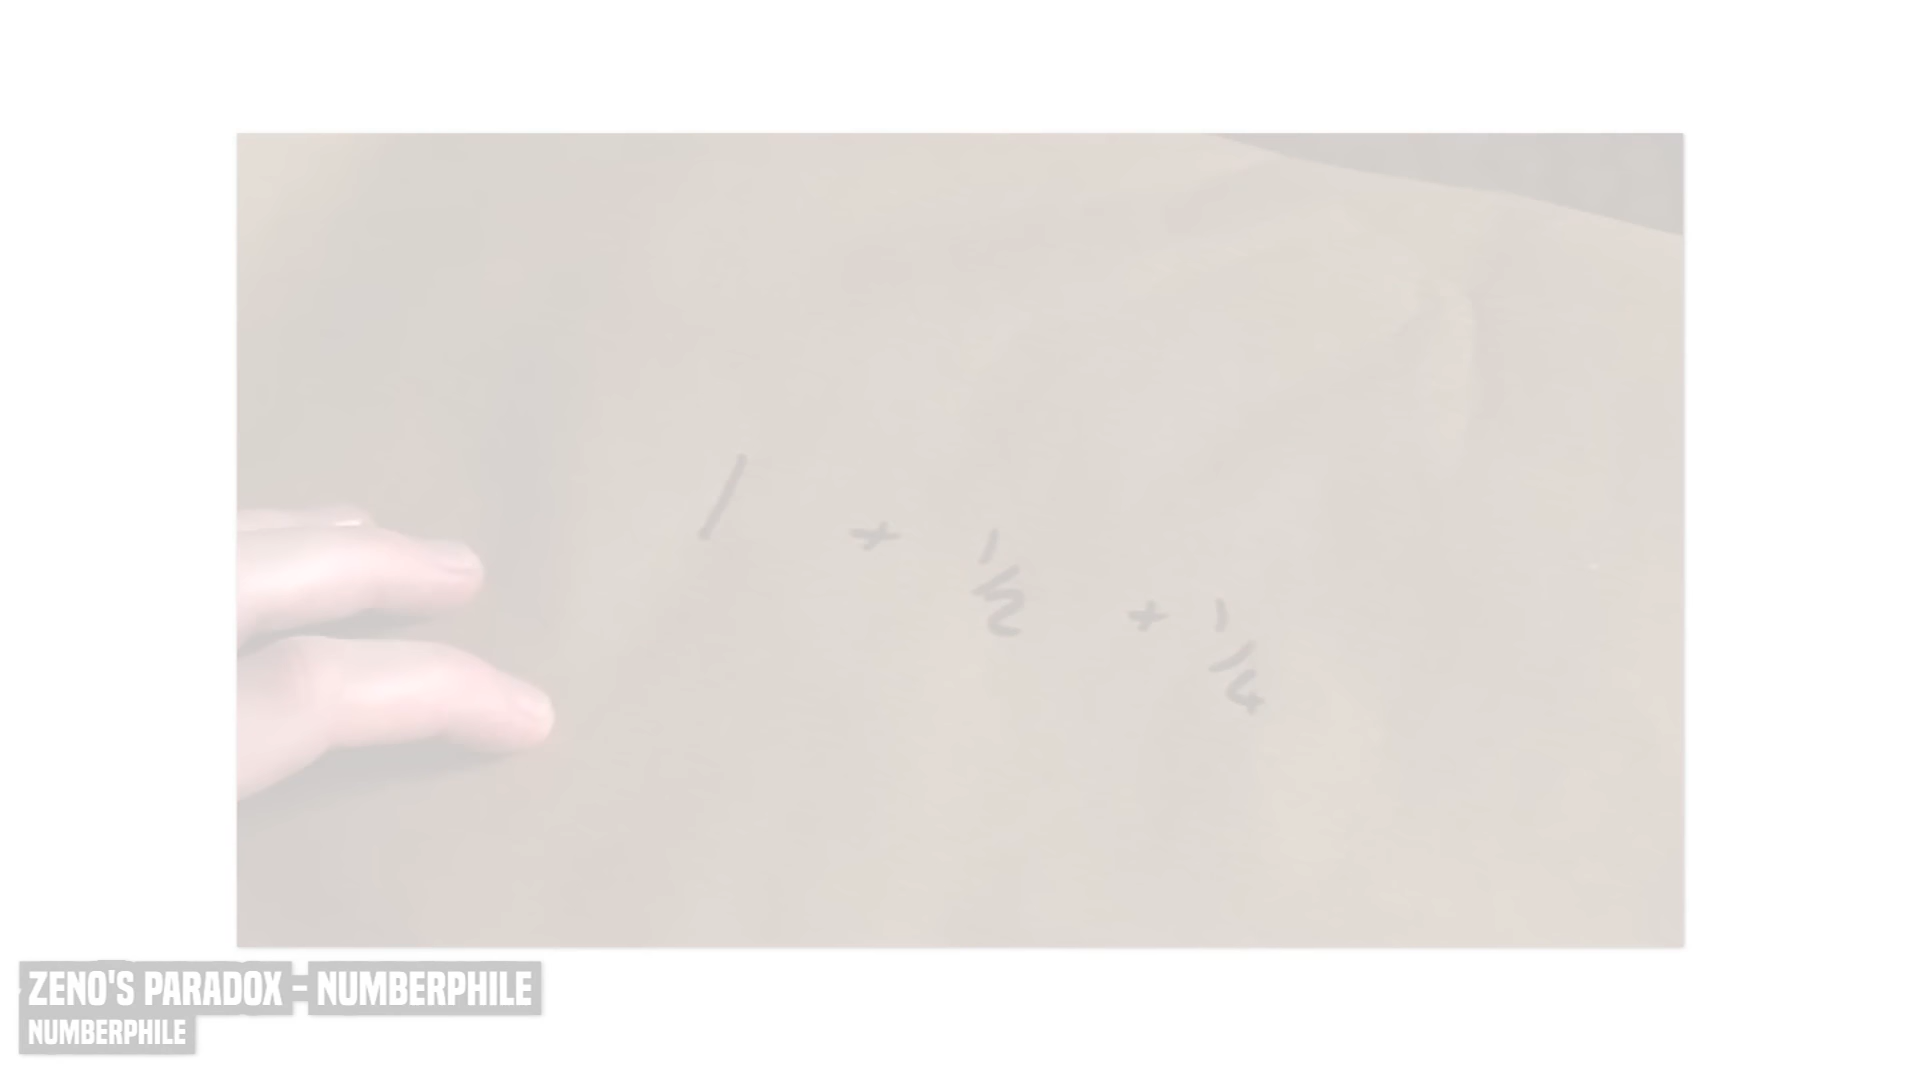 1 + 1/2 + 1/4
ZENO'S PARADOX - NUMBERPHILE
NUMBERPHILE